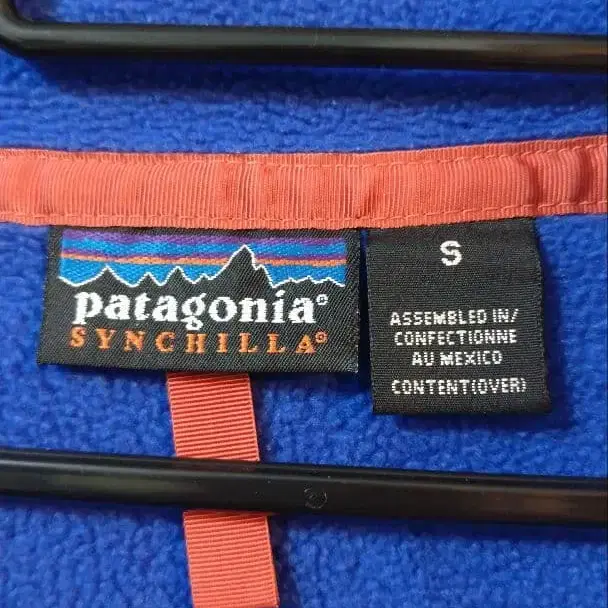 patagonia®
SYNCHILLA®
S
ASSEMBLED IN/
CONFECTIONNE
AU MEXICO
CONTENT(OVER)